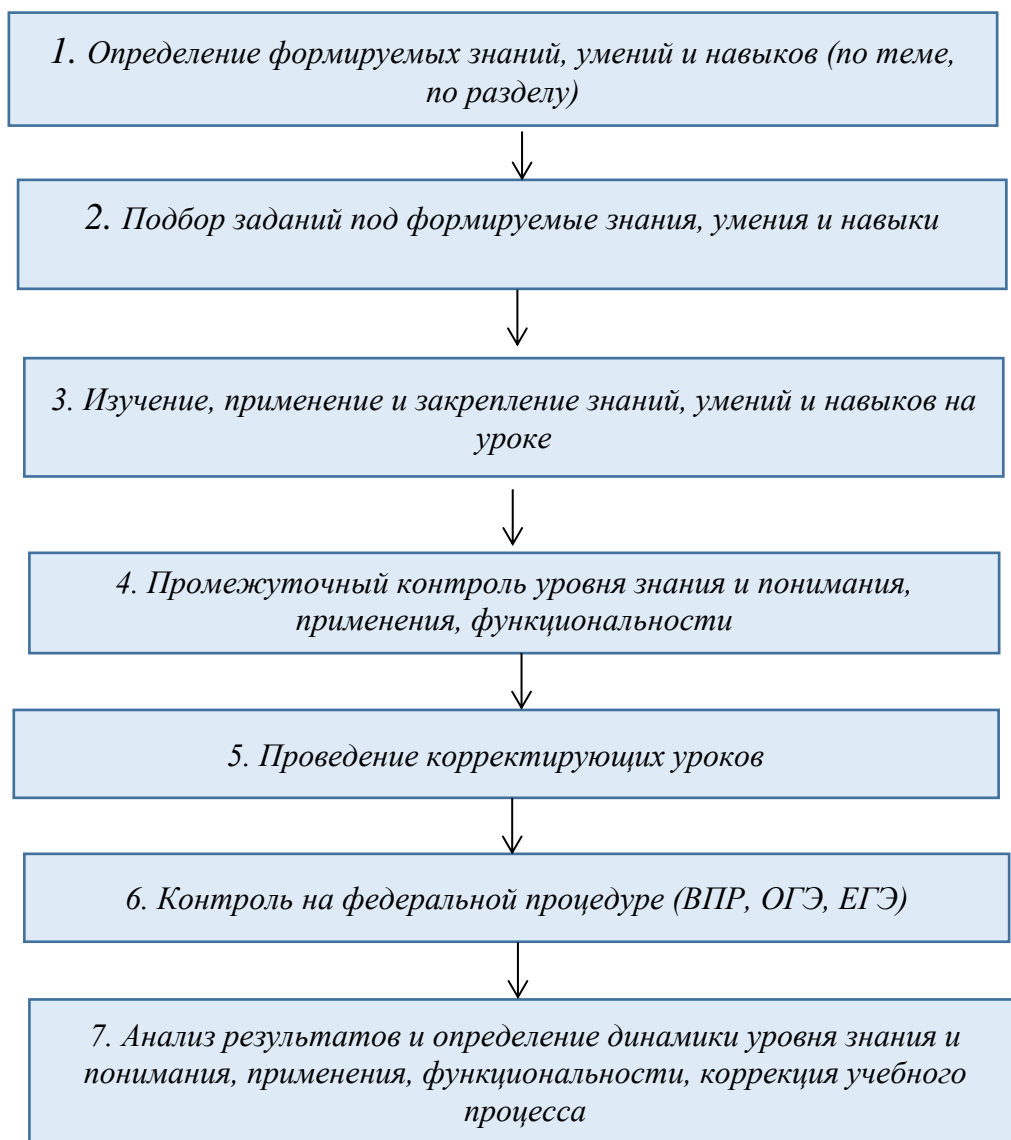 1. Определение формируемых знаний, умений и навыков (по теме,
по разделу)
2. Подбор заданий под формируемые знания, умения и навыки
3. Изучение, применение и закрепление знаний, умений и навыков на
уроке
4. Промежуточный контроль уровня знания и понимания,
применения, функциональности
5. Проведение корректирующих уроков
6. Контроль на федеральной процедуре (ВПР, ОГЭ, ЕГЭ)
7. Анализ результатов и определение динамики уровня знания и
понимания, применения, функциональности, коррекция учебного
процесса